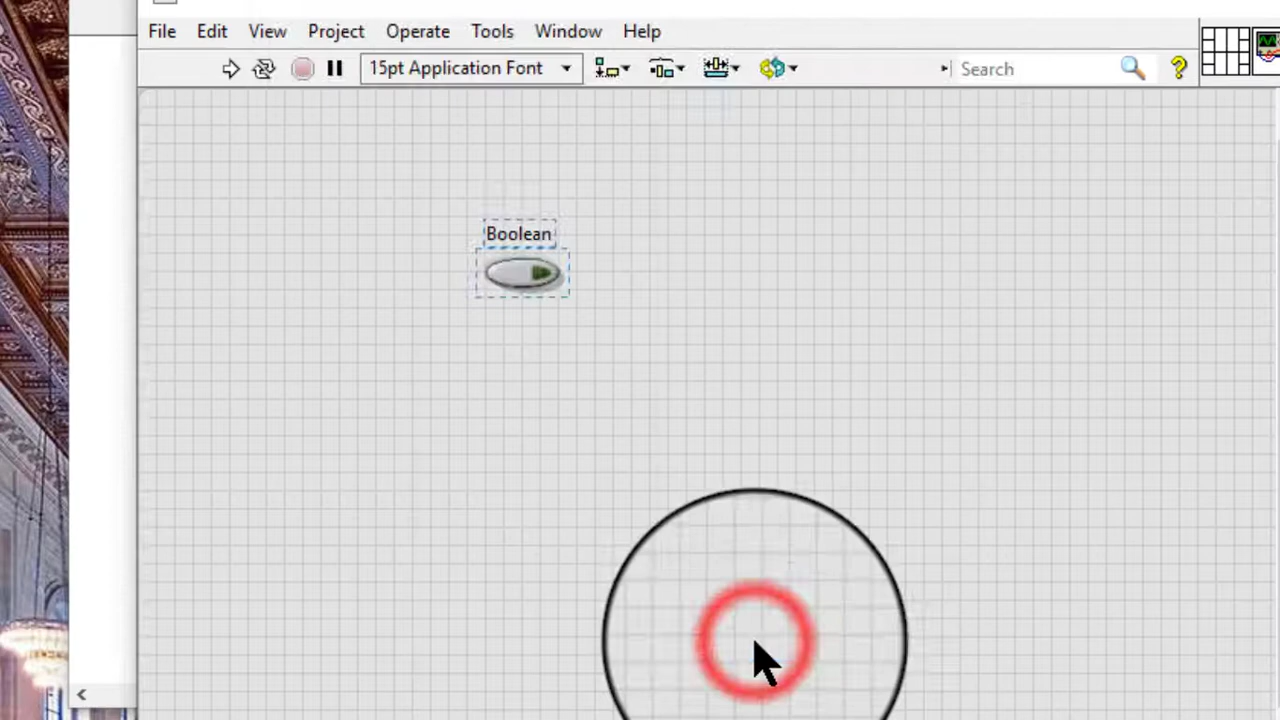 File Edit View Project Operate Tools Window Help
15pt Application Font Search ?
Boolean